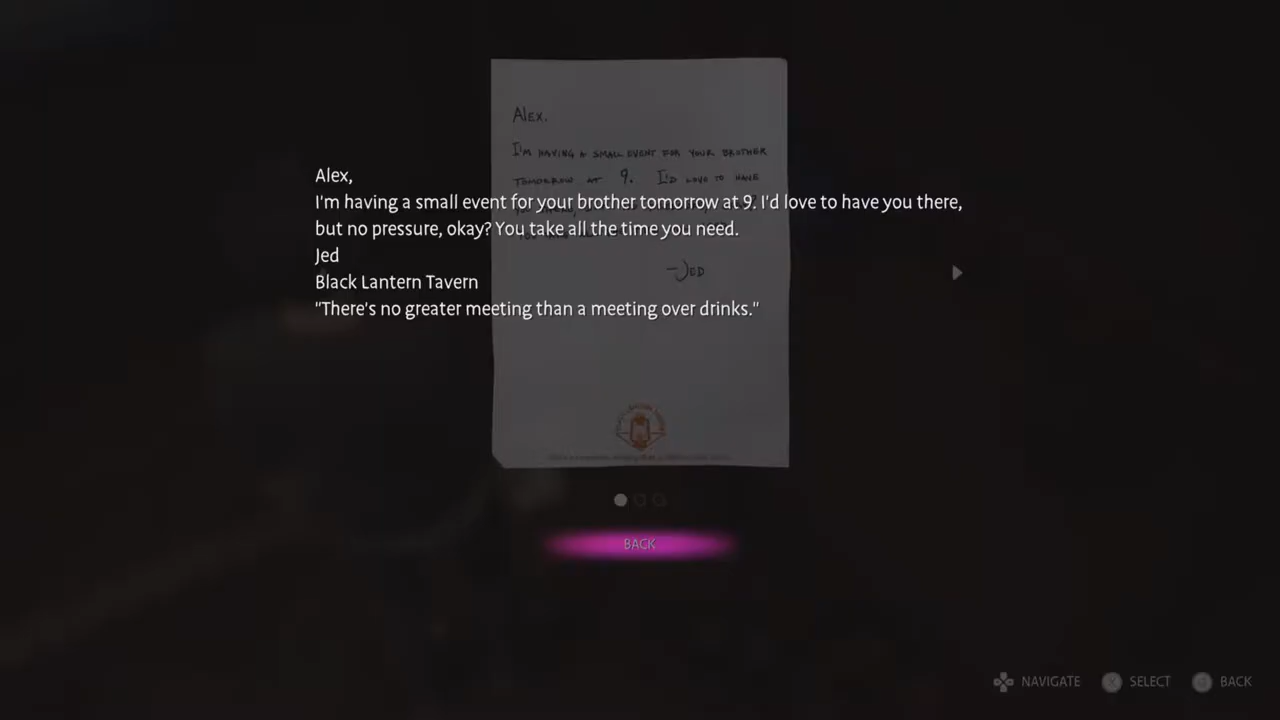 Alex,
I'm having a small event for your brother tomorrow at 9. I'd love to have you there,
but no pressure, okay? You take all the time you need.
Jed
Black Lantern Tavern
"There's no greater meeting than a meeting over drinks."
ALEX,
I'M HAVING A SMALL EVENT FOR YOUR BROTHER
TOMORROW AT 9. I'D LOVE TO HAVE
-JED
BACK
NAVIGATE SELECT BACK